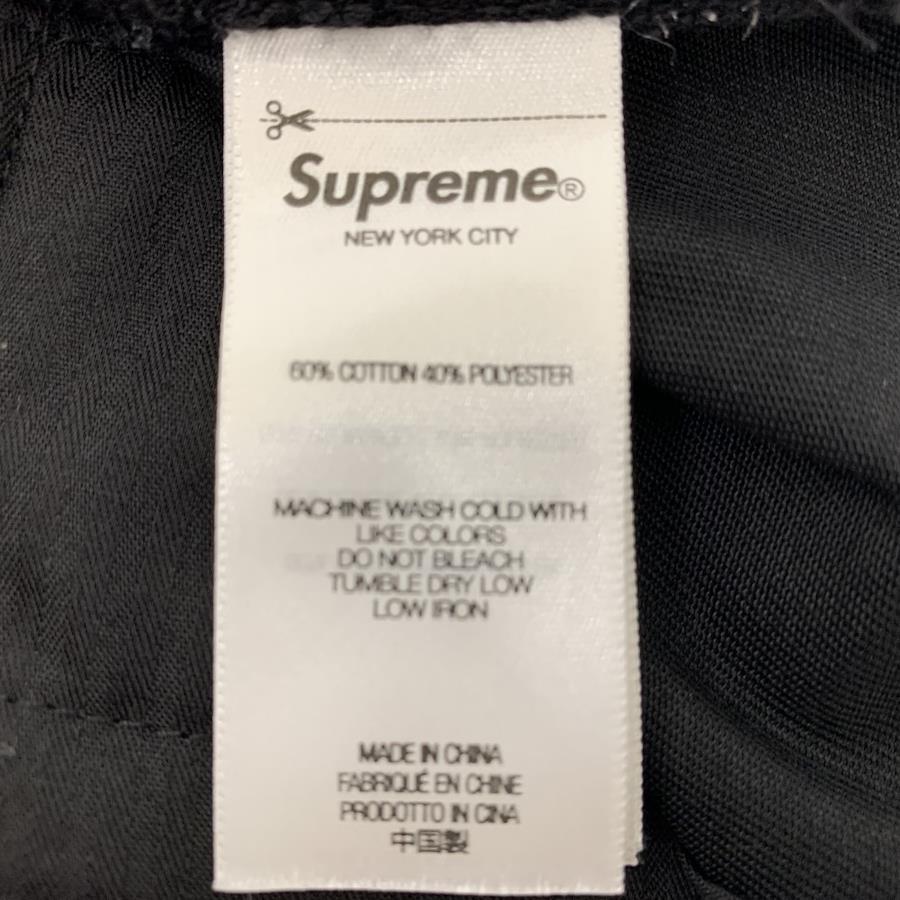 Supreme®
NEW YORK CITY
60% COTTON 40% POLYESTER
MACHINE WASH COLD WITH
LIKE COLORS
DO NOT BLEACH
TUMBLE DRY LOW
LOW IRON
MADE IN CHINA
FABRIQUÉ EN CHINE
PRODOTTO IN CINA
中国製